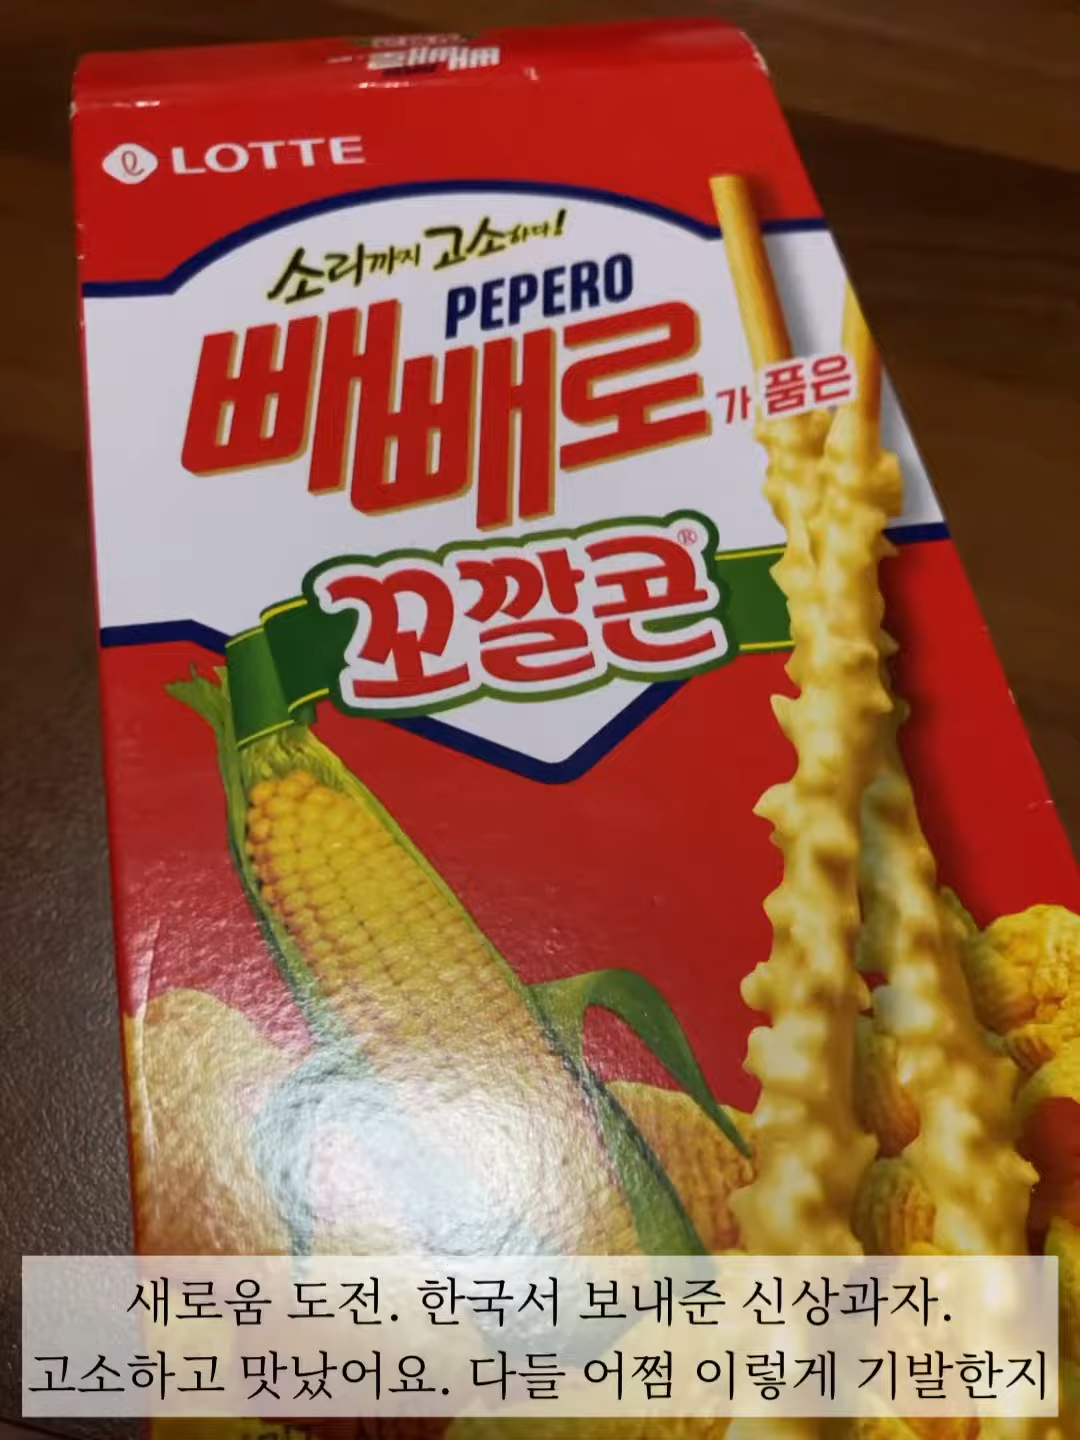 LOTTE
소리까지 고소하다!
PEPERO
빼빼로가 품은
꼬깔콘®
새로움 도전. 한국서 보내준 신상과자.
고소하고 맛났어요. 다들 어쩜 이렇게 기발한지